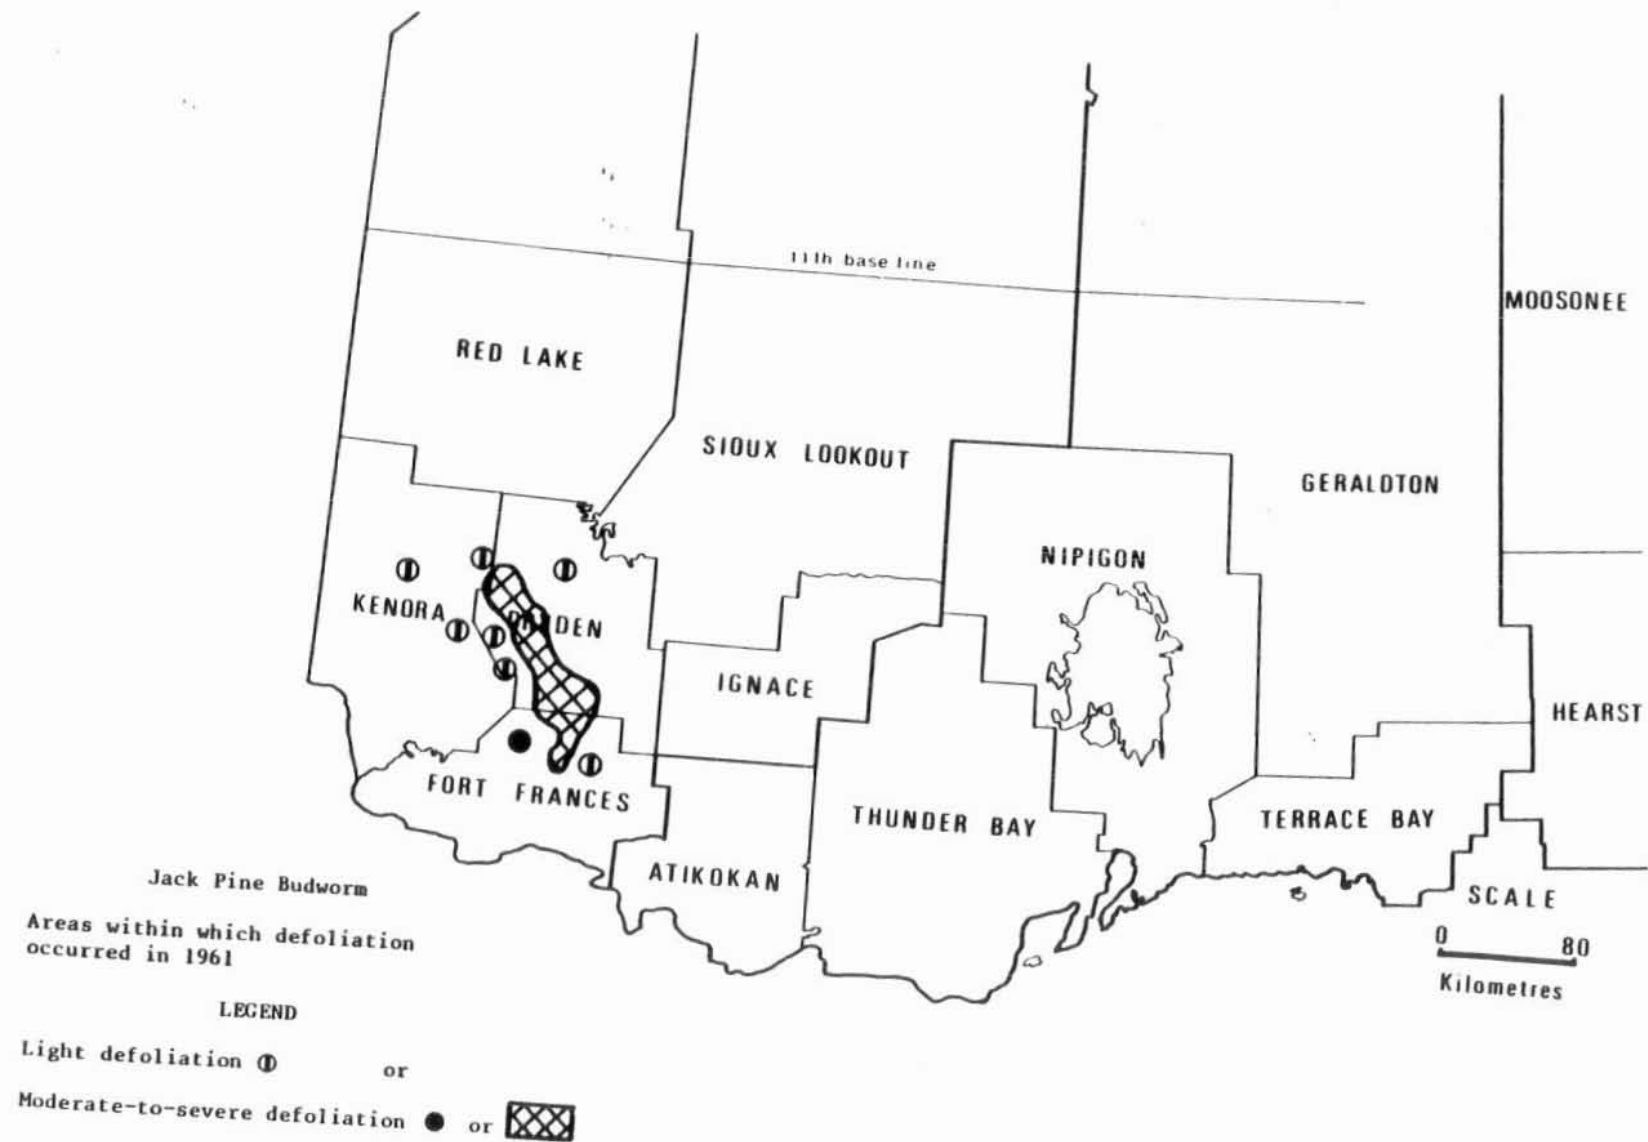 11th base line
MOOSONEE
RED LAKE
SIOUX LOOKOUT
GERALDTON
NIPIGON
KENORA
IGNACE
HEARST
FORT FRANCES
THUNDER BAY
TERRACE BAY
ATIKOKAN
SCALE
0 80
Kilometres
Jack Pine Budworm
Areas within which defoliation
occurred in 1961
LEGEND
Light defoliation or
Moderate-to-severe defoliation or